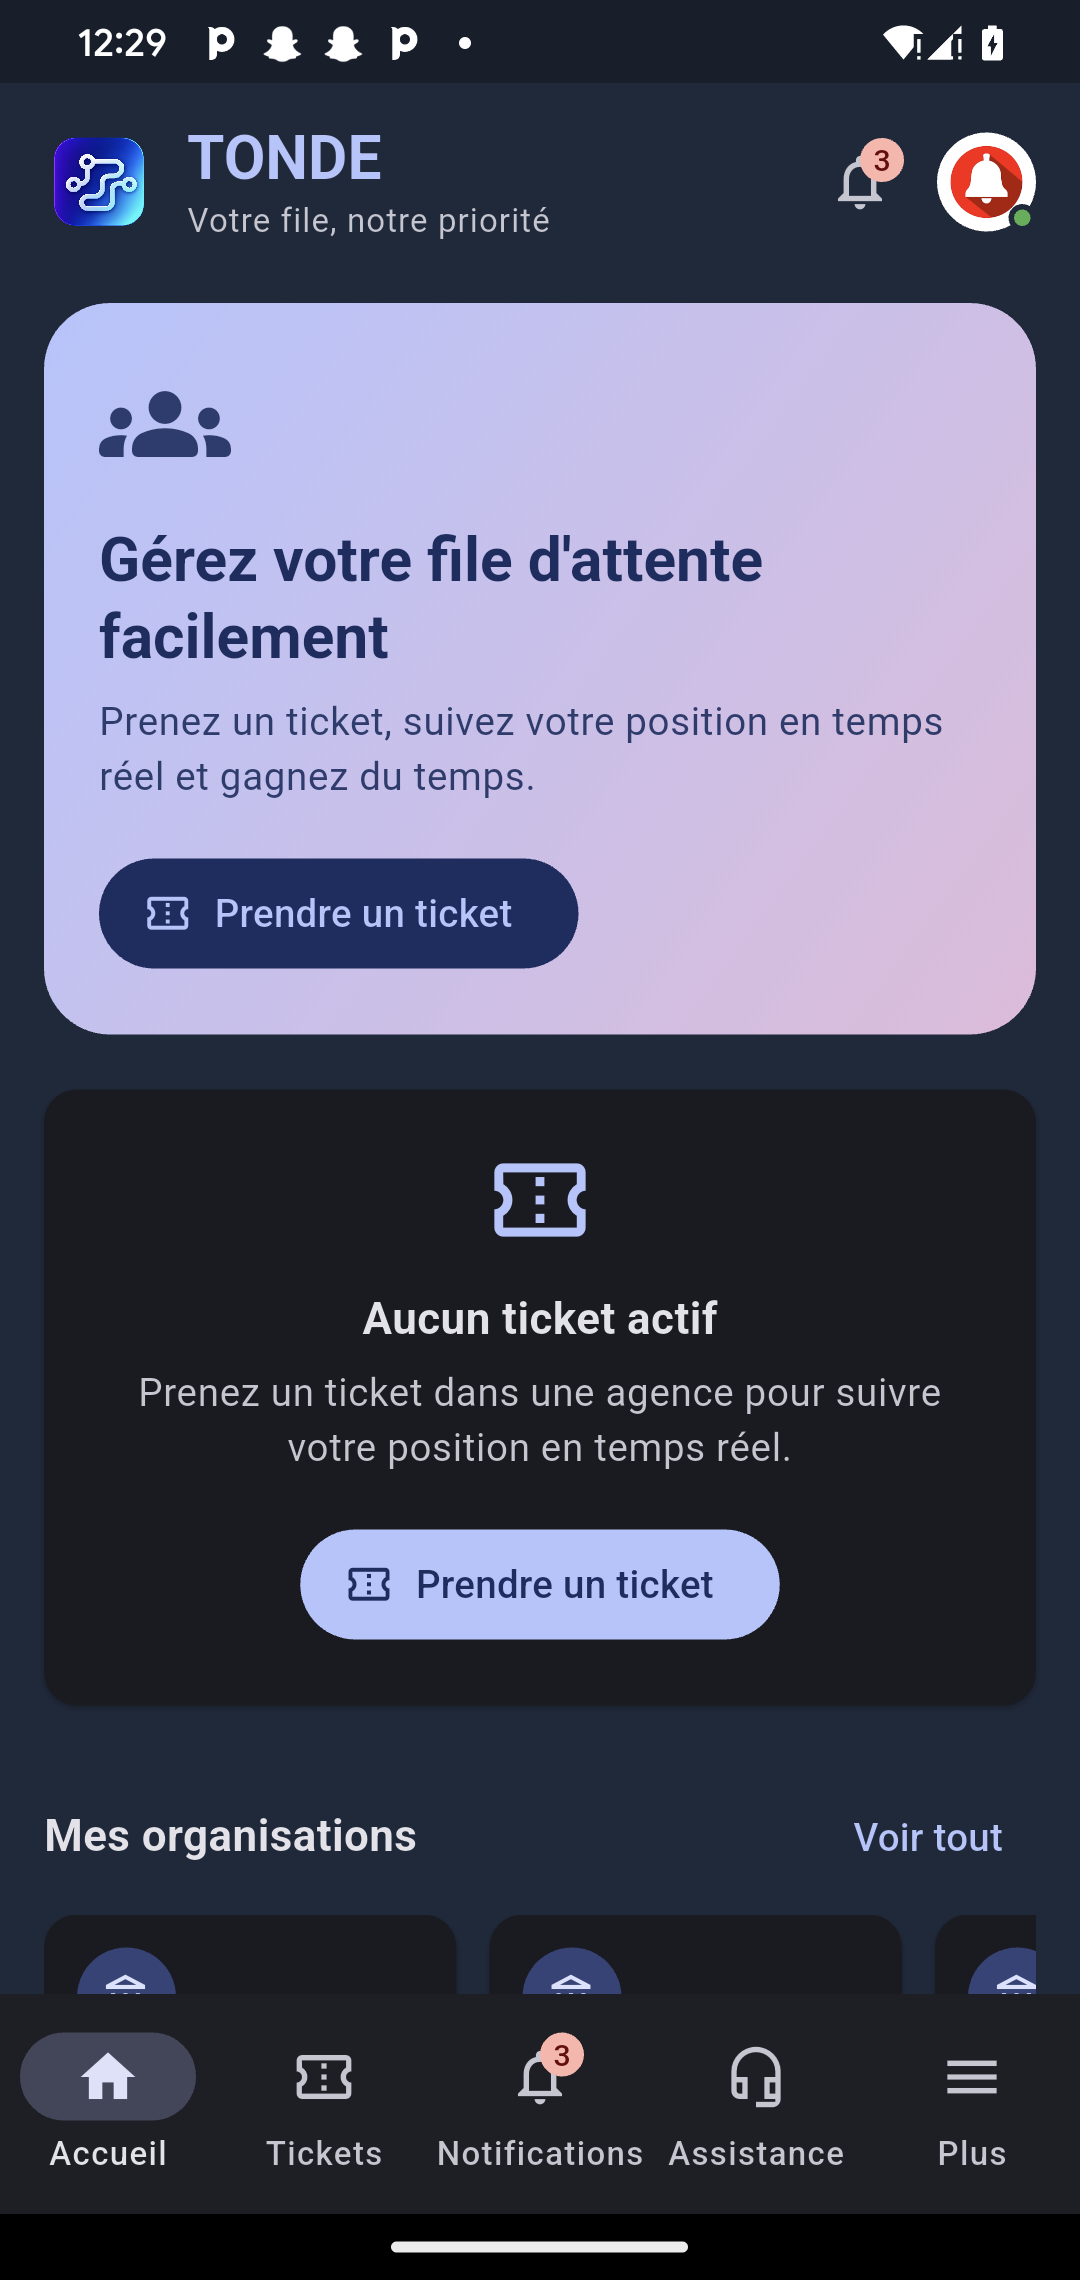 12:29
TONDE
Votre file, notre priorité
3
Gérez votre file d'attente
facilement
Prenez un ticket, suivez votre position en temps
réel et gagnez du temps.
Prendre un ticket
Aucun ticket actif
Prenez un ticket dans une agence pour suivre
votre position en temps réel.
Prendre un ticket
Mes organisations
Voir tout
3
Accueil
Tickets
Notifications
Assistance
Plus